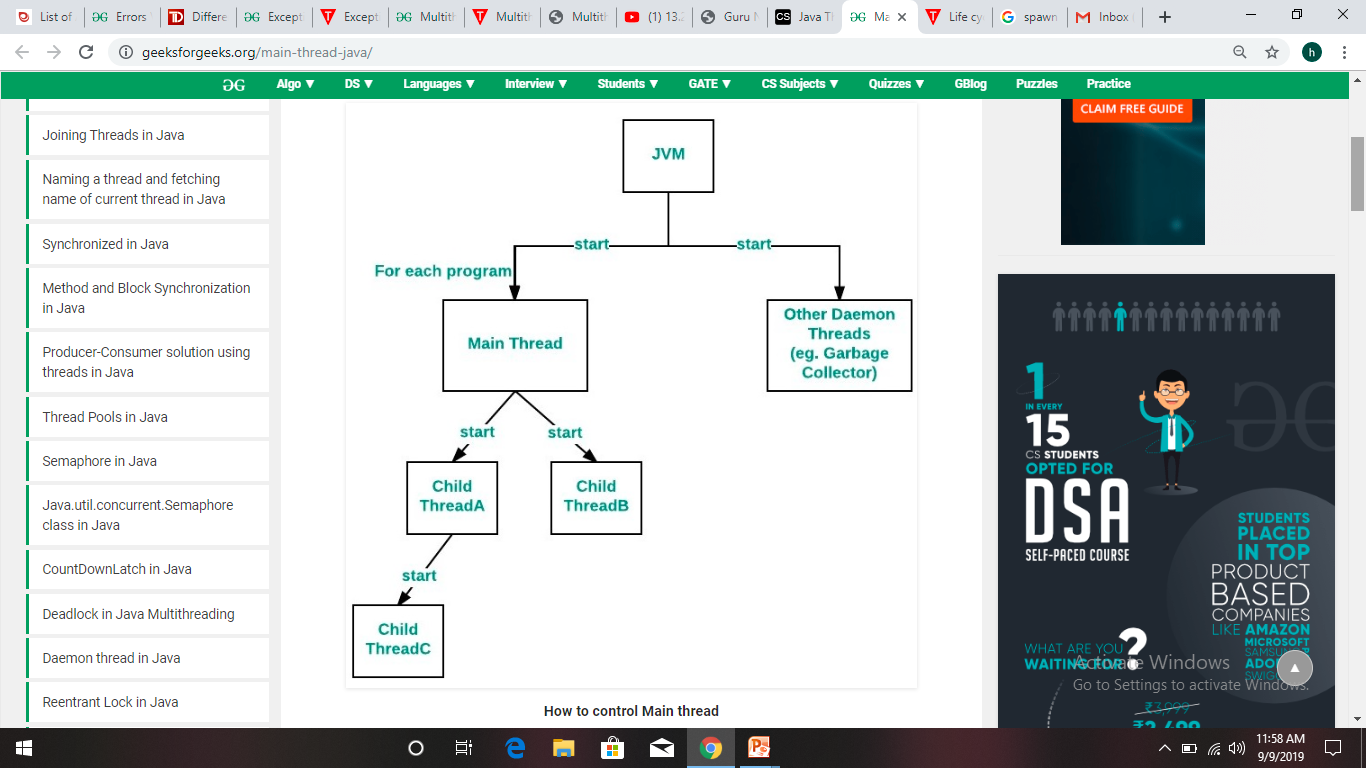 List of
Errors
Differe
Except
Except
Multith
Multith
Multith
(1) 13.
Guru
Java T
Ma
Life cy
spawn
Inbox
geeksforgeeks.org/main-thread-java/
h
Algo ▼
DS ▼
Languages ▼
Interview ▼
Students ▼
GATE ▼
CS Subjects ▼
Quizzes ▼
GBlog
Puzzles
Practice
Joining Threads in Java
Naming a thread and fetching
name of current thread in Java
Synchronized in Java
Method and Block Synchronization
in Java
Producer-Consumer solution using
threads in Java
Thread Pools in Java
Semaphore in Java
Java.util.concurrent.Semaphore
class in Java
CountDownLatch in Java
Deadlock in Java Multithreading
Daemon thread in Java
Reentrant Lock in Java
JVM
start
start
For each program
Main Thread
Other Daemon
Threads
(eg. Garbage
Collector)
start
start
Child
ThreadA
Child
ThreadB
start
Child
ThreadC
How to control Main thread
CLAIM FREE GUIDE
1
IN EVERY
15
CS STUDENTS
OPTED FOR
DSA
SELF-PACED COURSE
STUDENTS
PLACED
IN TOP
PRODUCT
BASED
COMPANIES
LIKE AMAZON
MICROSOFT
WHAT ARE YOU
WAITING FOR ?
Activate Windows
Go to Settings to activate Windows.
₹3,999
11:58 AM
9/9/2019